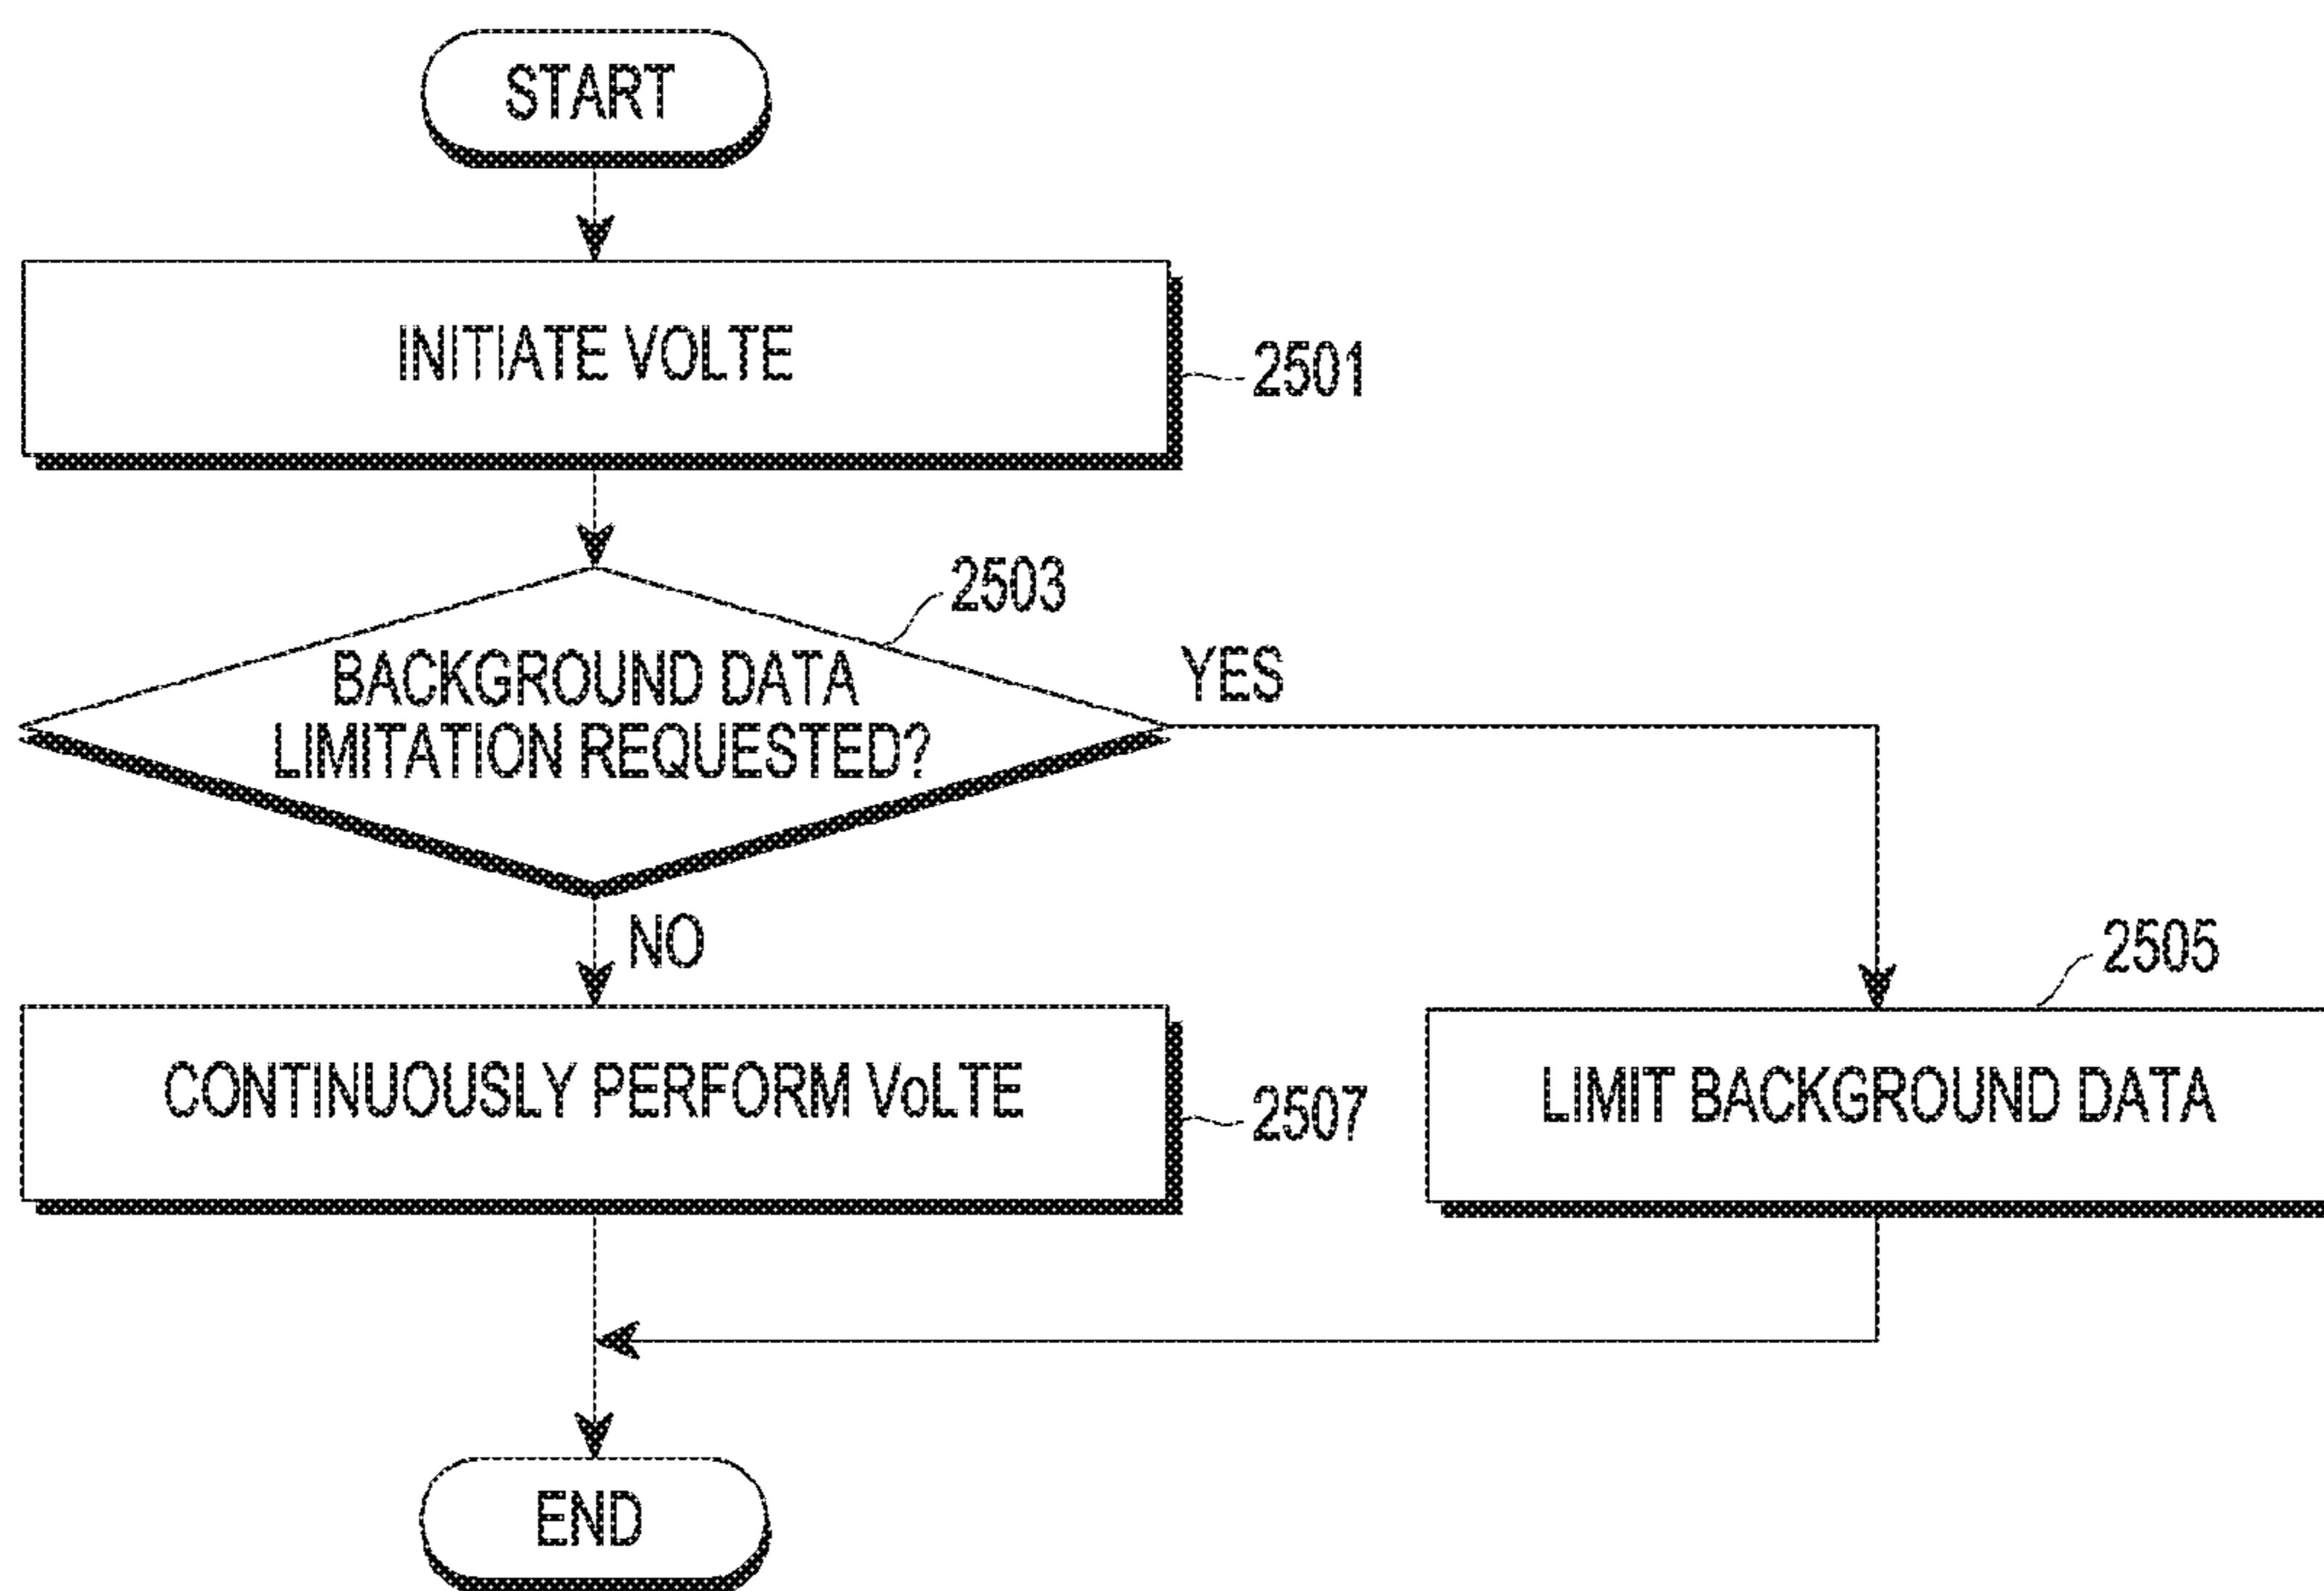 START
INITIATE VOLTE
2501
2503
BACKGROUND DATA
LIMITATION REQUESTED?
YES
NO
2505
CONTINUOUSLY PERFORM VoLTE
2507
LIMIT BACKGROUND DATA
END